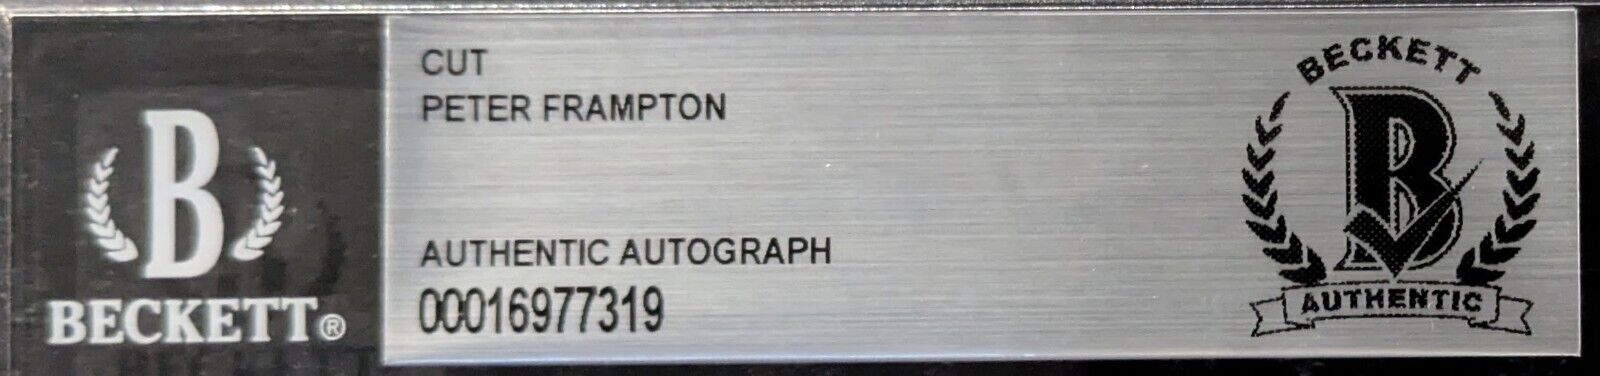 B
BECKETT®
CUT
PETER FRAMPTON
AUTHENTIC AUTOGRAPH
00016977319
BECKETT
B
AUTHENTIC